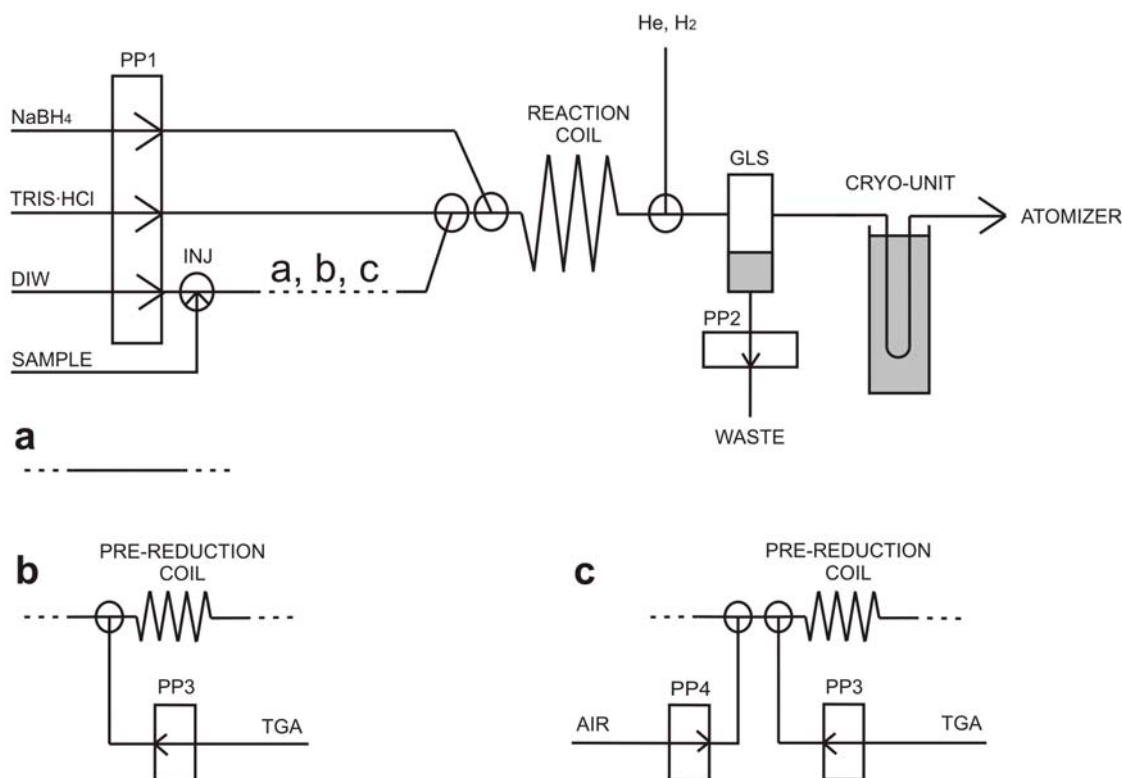 He, H2
PP1
NaBH4
REACTION
COIL
GLS
CRYO-UNIT
TRIS·HCl
ATOMIZER
INJ
a, b, c
DIW
PP2
SAMPLE
WASTE
a
b
PRE-REDUCTION
COIL
PP3
TGA
c
PRE-REDUCTION
COIL
PP4
PP3
AIR
TGA